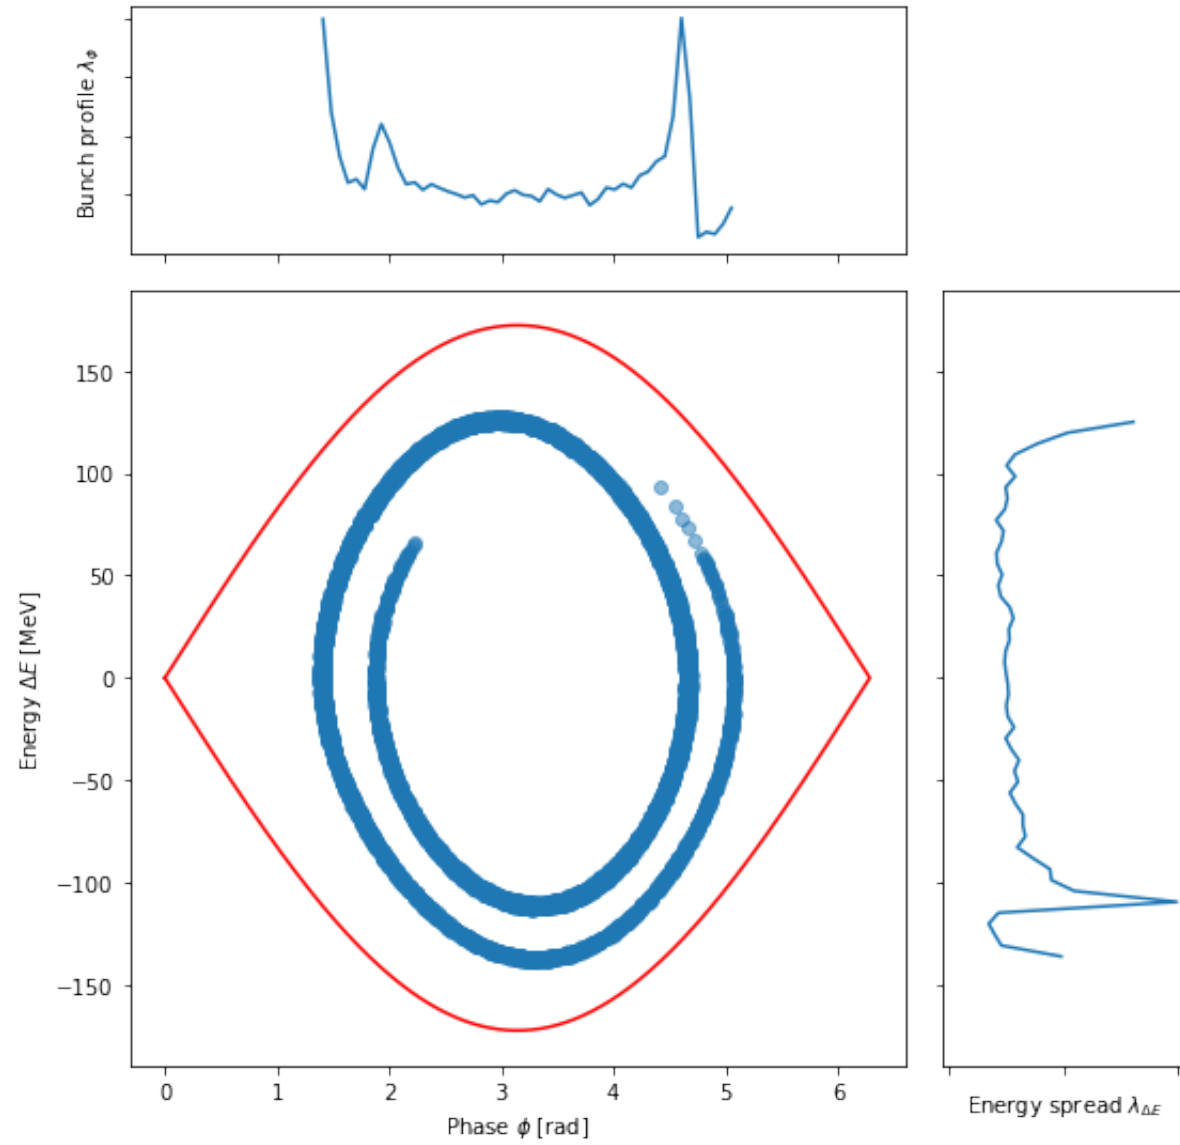 Bunch profile λ_Φ
Energy ΔE [MeV]
150
100
50
0
−50
−100
−150
0 1 2 3 4 5 6
Phase ϕ [rad]
Energy spread λ_ΔE